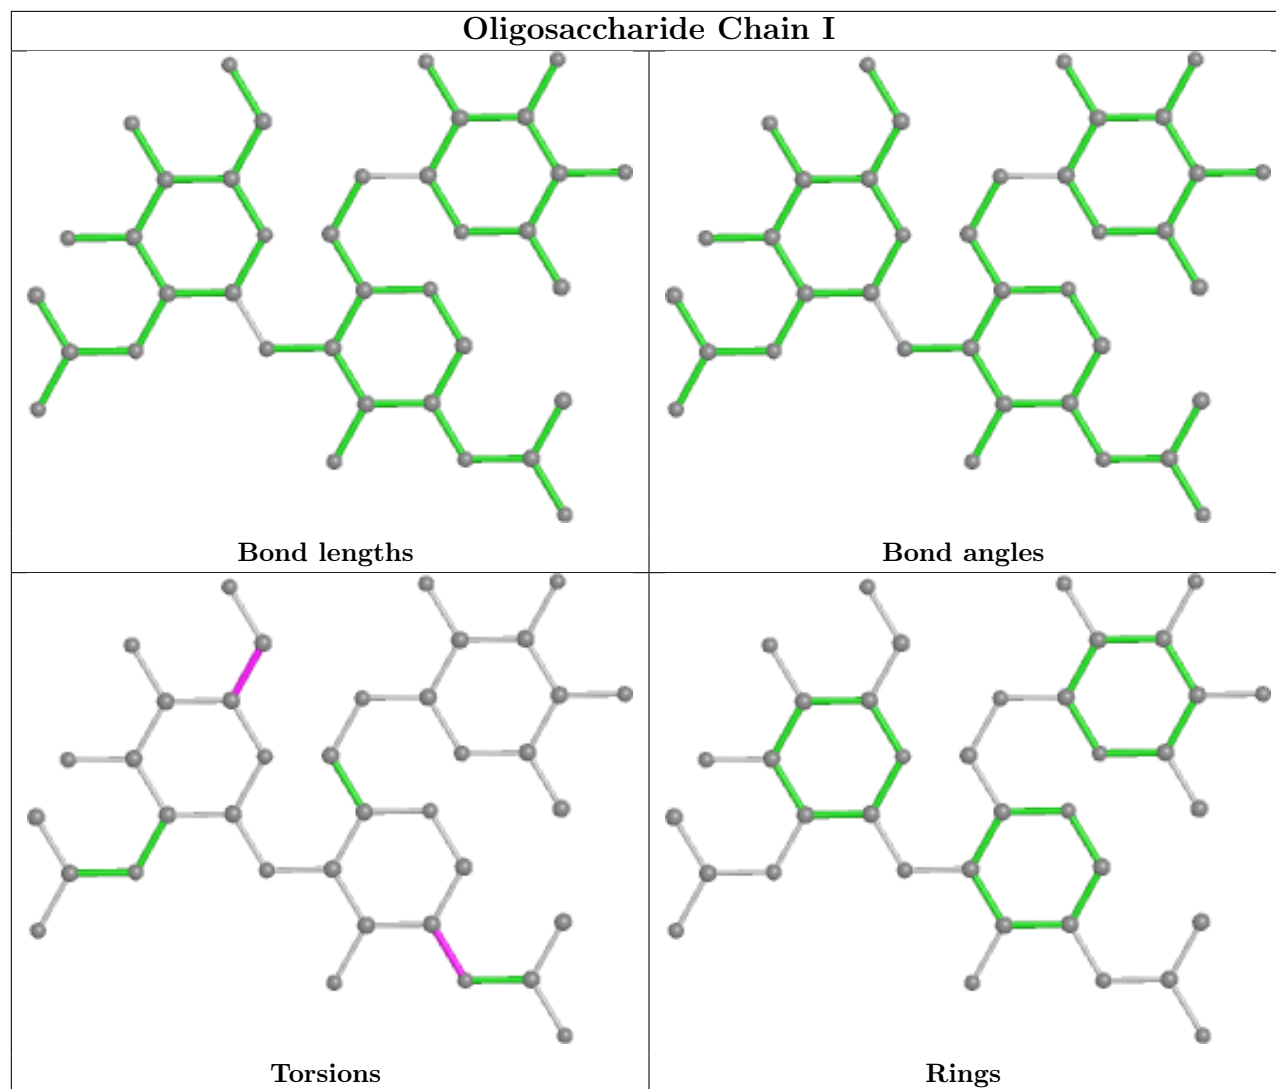 Oligosaccharide Chain I
Bond lengths
Bond angles
Torsions
Rings